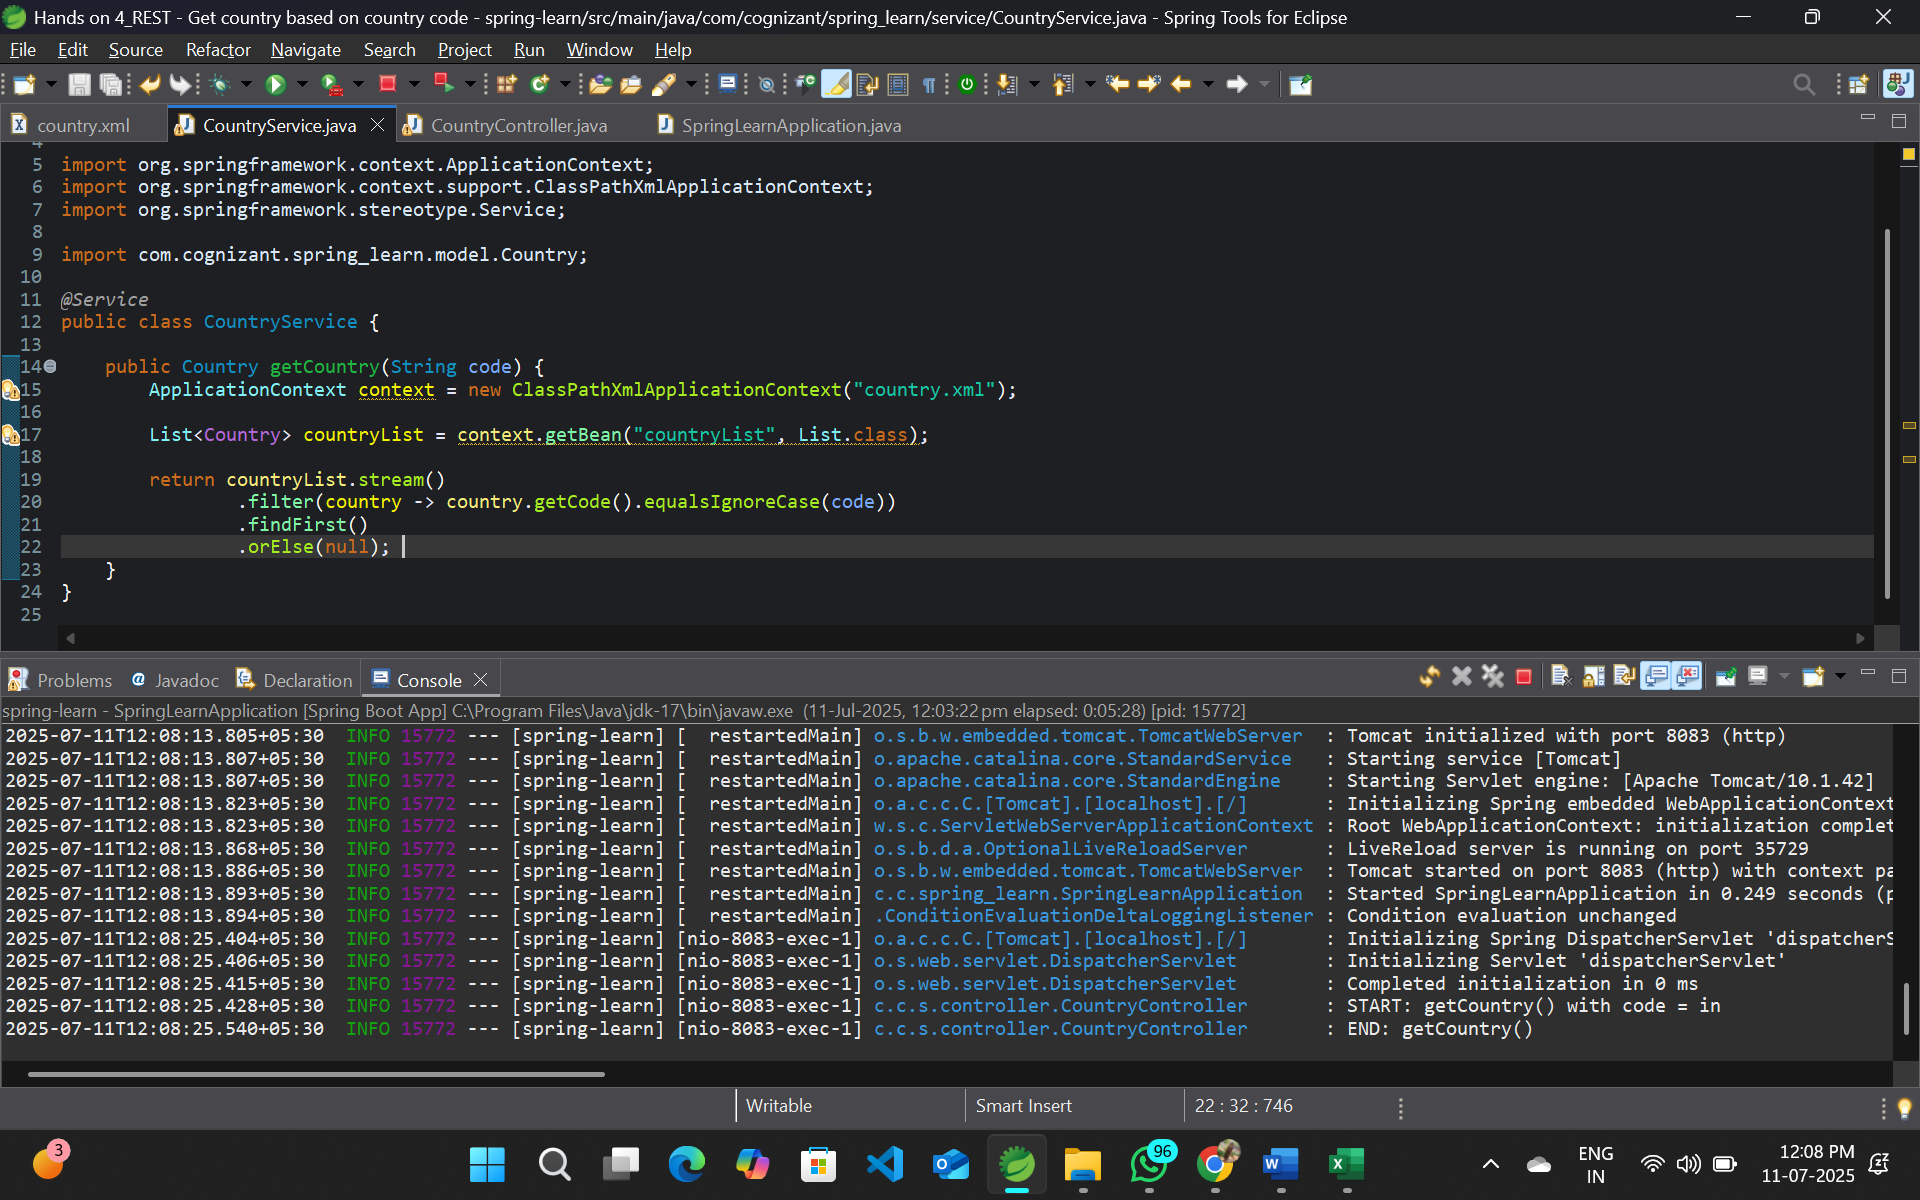 Hands on 4_REST - Get country based on country code - spring-learn/src/main/java/com/cognizant/spring_learn/service/CountryService.java - Spring Tools for Eclipse
File Edit Source Refactor Navigate Search Project Run Window Help
country.xml CountryService.java CountryController.java SpringLearnApplication.java
5 import org.springframework.context.ApplicationContext;
6 import org.springframework.context.support.ClassPathXmlApplicationContext;
7 import org.springframework.stereotype.Service;
8
9 import com.cognizant.spring_learn.model.Country;
10
11 @Service
12 public class CountryService {
13
14 public Country getCountry(String code) {
15 ApplicationContext context = new ClassPathXmlApplicationContext("country.xml");
16
17 List<Country> countryList = context.getBean("countryList", List.class);
18
19 return countryList.stream()
20 .filter(country -> country.getCode().equalsIgnoreCase(code))
21 .findFirst()
22 .orElse(null);
23 }
24 }
25
Problems Javadoc Declaration Console
spring-learn - SpringLearnApplication [Spring Boot App] C:\Program Files\Java\jdk-17\bin\javaw.exe (11-Jul-2025, 12:03:22 pm elapsed: 0:05:28) [pid: 15772]
2025-07-11T12:08:13.805+05:30 INFO 15772 --- [spring-learn] [ restartedMain] o.s.b.w.embedded.tomcat.TomcatWebServer : Tomcat initialized with port 8083 (http)
2025-07-11T12:08:13.807+05:30 INFO 15772 --- [spring-learn] [ restartedMain] o.apache.catalina.core.StandardService : Starting service [Tomcat]
2025-07-11T12:08:13.807+05:30 INFO 15772 --- [spring-learn] [ restartedMain] o.apache.catalina.core.StandardEngine : Starting Servlet engine: [Apache Tomcat/10.1.42]
2025-07-11T12:08:13.823+05:30 INFO 15772 --- [spring-learn] [ restartedMain] o.a.c.c.C.[Tomcat].[localhost].[/] : Initializing Spring embedded WebApplicationContext
2025-07-11T12:08:13.823+05:30 INFO 15772 --- [spring-learn] [ restartedMain] w.s.c.ServletWebServerApplicationContext : Root WebApplicationContext: initialization complet
2025-07-11T12:08:13.868+05:30 INFO 15772 --- [spring-learn] [ restartedMain] o.s.b.d.a.OptionalLiveReloadServer : LiveReload server is running on port 35729
2025-07-11T12:08:13.886+05:30 INFO 15772 --- [spring-learn] [ restartedMain] o.s.b.w.embedded.tomcat.TomcatWebServer : Tomcat started on port 8083 (http) with context pa
2025-07-11T12:08:13.893+05:30 INFO 15772 --- [spring-learn] [ restartedMain] c.c.spring_learn.SpringLearnApplication : Started SpringLearnApplication in 0.249 seconds (p
2025-07-11T12:08:13.894+05:30 INFO 15772 --- [spring-learn] [ restartedMain] .ConditionEvaluationDeltaLoggingListener : Condition evaluation unchanged
2025-07-11T12:08:25.404+05:30 INFO 15772 --- [spring-learn] [nio-8083-exec-1] o.a.c.c.C.[Tomcat].[localhost].[/] : Initializing Spring DispatcherServlet 'dispatcherS
2025-07-11T12:08:25.406+05:30 INFO 15772 --- [spring-learn] [nio-8083-exec-1] o.s.web.servlet.DispatcherServlet : Initializing Servlet 'dispatcherServlet'
2025-07-11T12:08:25.415+05:30 INFO 15772 --- [spring-learn] [nio-8083-exec-1] o.s.web.servlet.DispatcherServlet : Completed initialization in 0 ms
2025-07-11T12:08:25.428+05:30 INFO 15772 --- [spring-learn] [nio-8083-exec-1] c.c.s.controller.CountryController : START: getCountry() with code = in
2025-07-11T12:08:25.540+05:30 INFO 15772 --- [spring-learn] [nio-8083-exec-1] c.c.s.controller.CountryController : END: getCountry()
Writable Smart Insert 22 : 32 : 746
3 96 ENG 12:08 PM
IN 11-07-2025